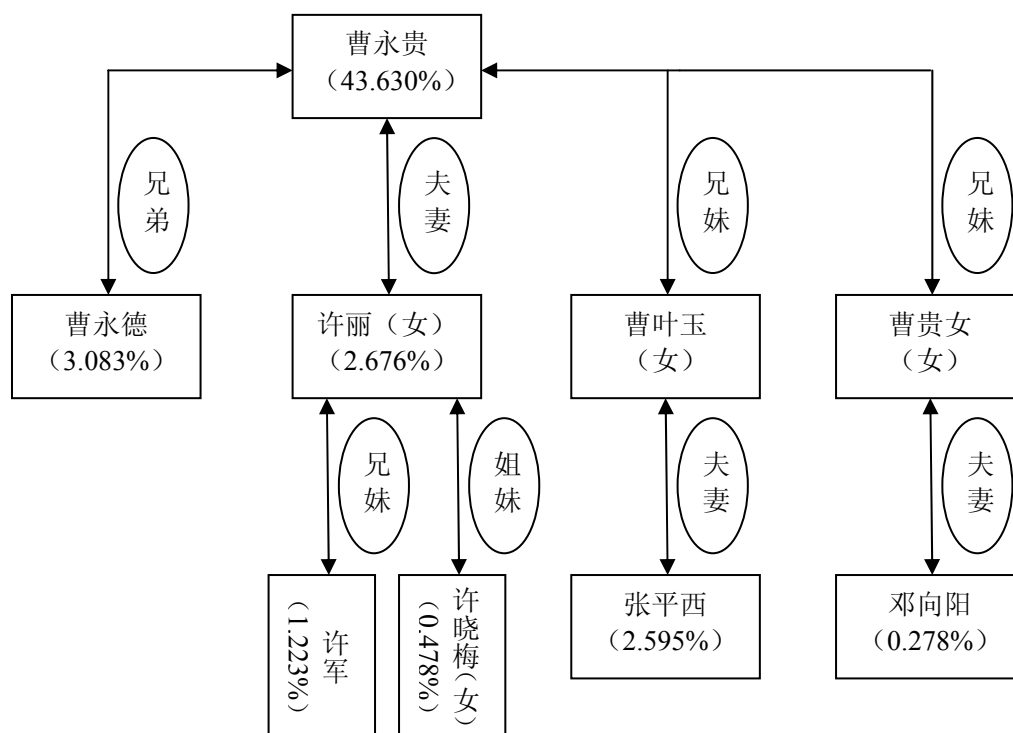 曹永贵
（43.630%）
兄弟
夫妻
兄妹
兄妹
曹永德
（3.083%）
许丽（女）
（2.676%）
曹叶玉
（女）
曹贵女
（女）
兄妹
姐妹
夫妻
夫妻
许军
（1.223%）
许晓梅（女）
（0.478%）
张平西
（2.595%）
邓向阳
（0.278%）